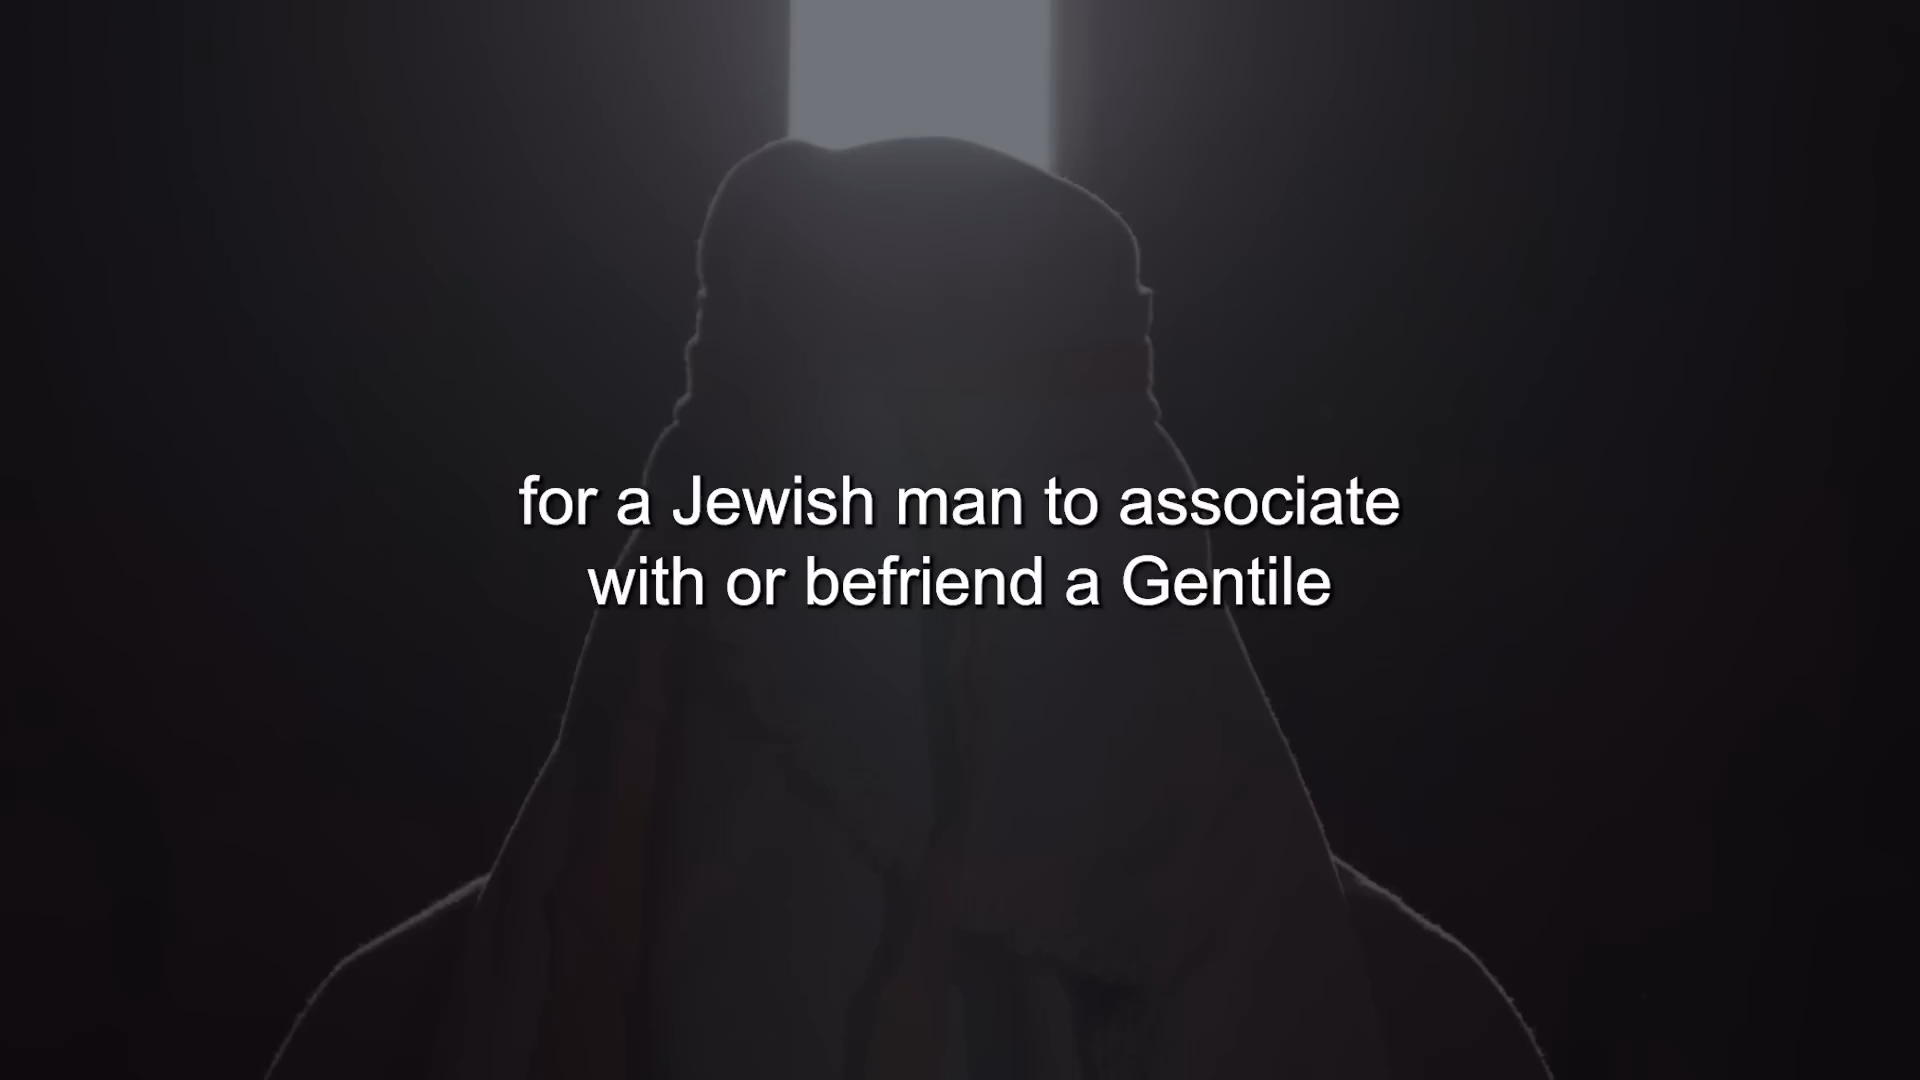 for a Jewish man to associate
with or befriend a Gentile